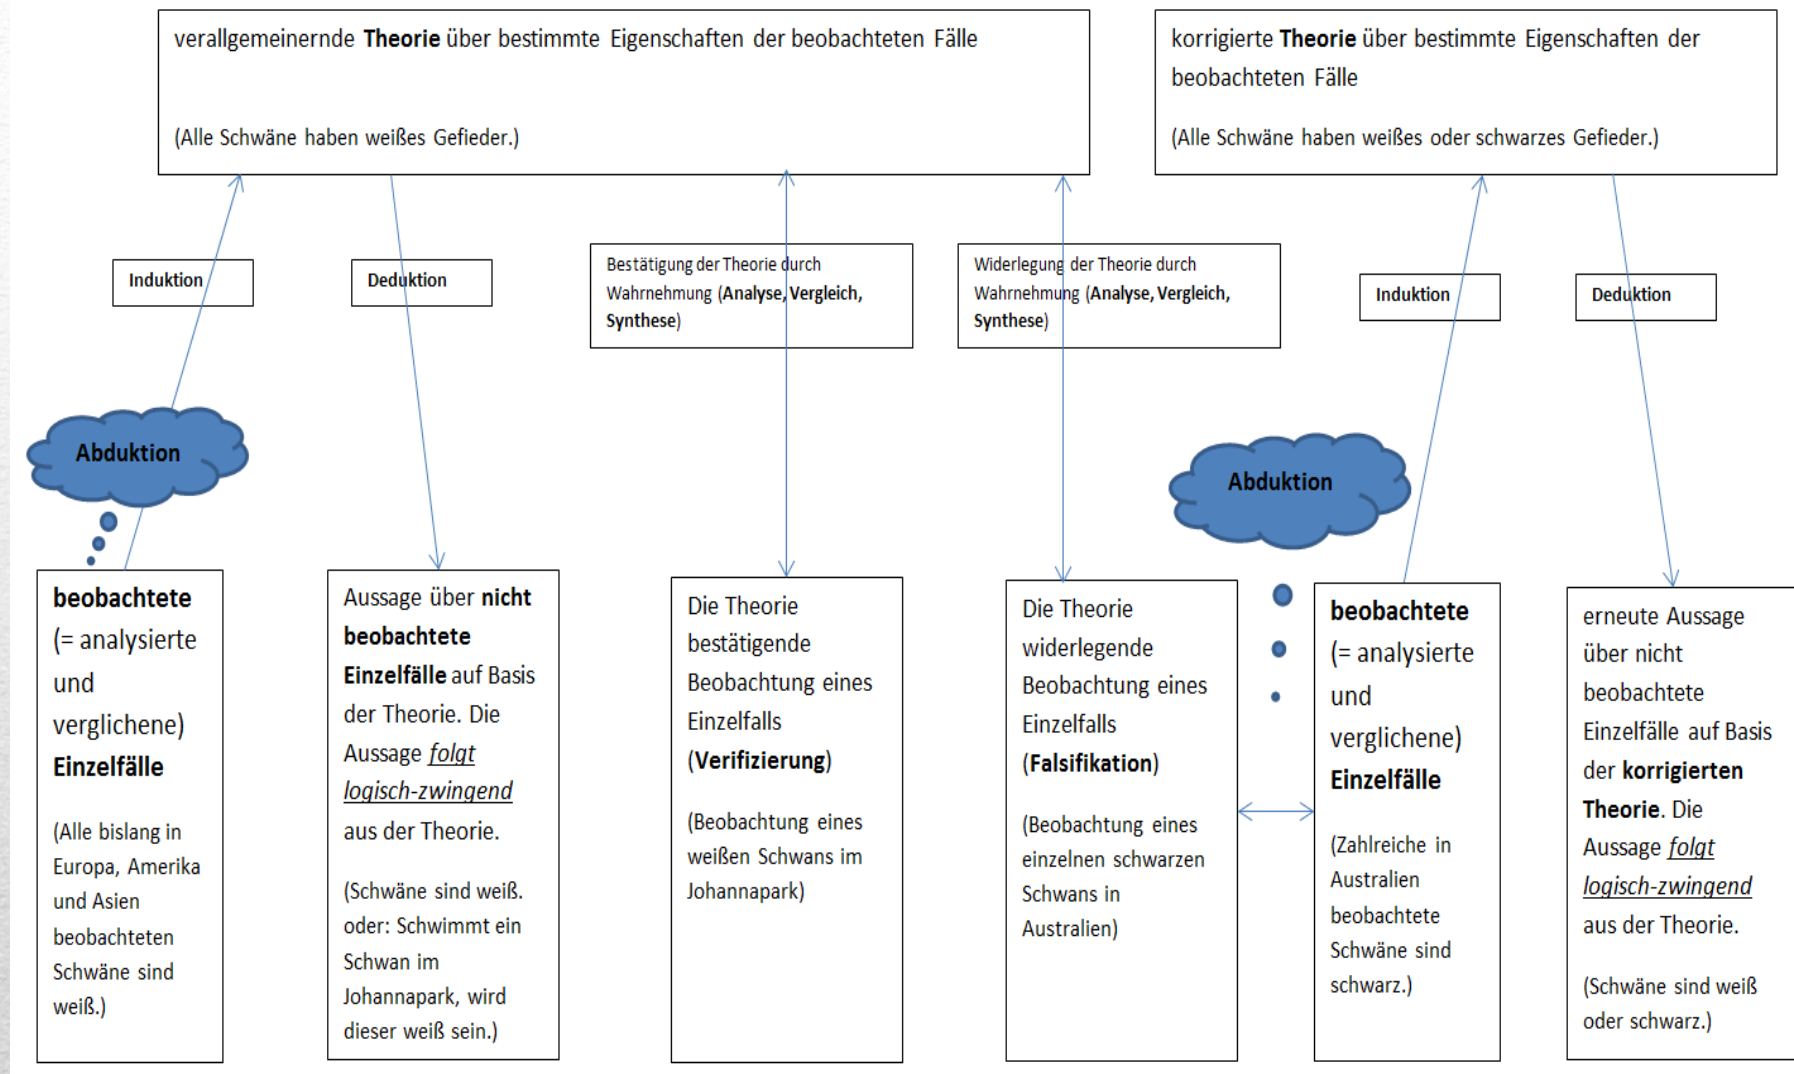 verallgemeinernde Theorie über bestimmte Eigenschaften der beobachteten Fälle
(Alle Schwäne haben weißes Gefieder.)
korrigierte Theorie über bestimmte Eigenschaften der
beobachteten Fälle
(Alle Schwäne haben weißes oder schwarzes Gefieder.)
Induktion
Deduktion
Bestätigung der Theorie durch
Wahrnehmung (Analyse, Vergleich,
Synthese)
Widerlegung der Theorie durch
Wahrnehmung (Analyse, Vergleich,
Synthese)
Induktion
Deduktion
Abduktion
Abduktion
beobachtete
(= analysierte
und
verglichene)
Einzelfälle
(Alle bislang in
Europa, Amerika
und Asien
beobachteten
Schwäne sind
weiß.)
Aussage über nicht
beobachtete
Einzelfälle auf Basis
der Theorie. Die
Aussage folgt
logisch-zwingend
aus der Theorie.
(Schwäne sind weiß.
oder: Schwimmt ein
Schwan im
Johannapark, wird
dieser weiß sein.)
Die Theorie
bestätigende
Beobachtung eines
Einzelfalls
(Verifizierung)
(Beobachtung eines
weißen Schwans im
Johannapark)
Die Theorie
widerlegende
Beobachtung eines
Einzelfalls
(Falsifikation)
(Beobachtung eines
einzelnen schwarzen
Schwans in
Australien)
beobachtete
(= analysierte
und
verglichene)
Einzelfälle
(Zahlreiche in
Australien
beobachtete
Schwäne sind
schwarz.)
erneute Aussage
über nicht
beobachtete
Einzelfälle auf Basis
der korrigierten
Theorie. Die
Aussage folgt
logisch-zwingend
aus der Theorie.
(Schwäne sind weiß
oder schwarz.)